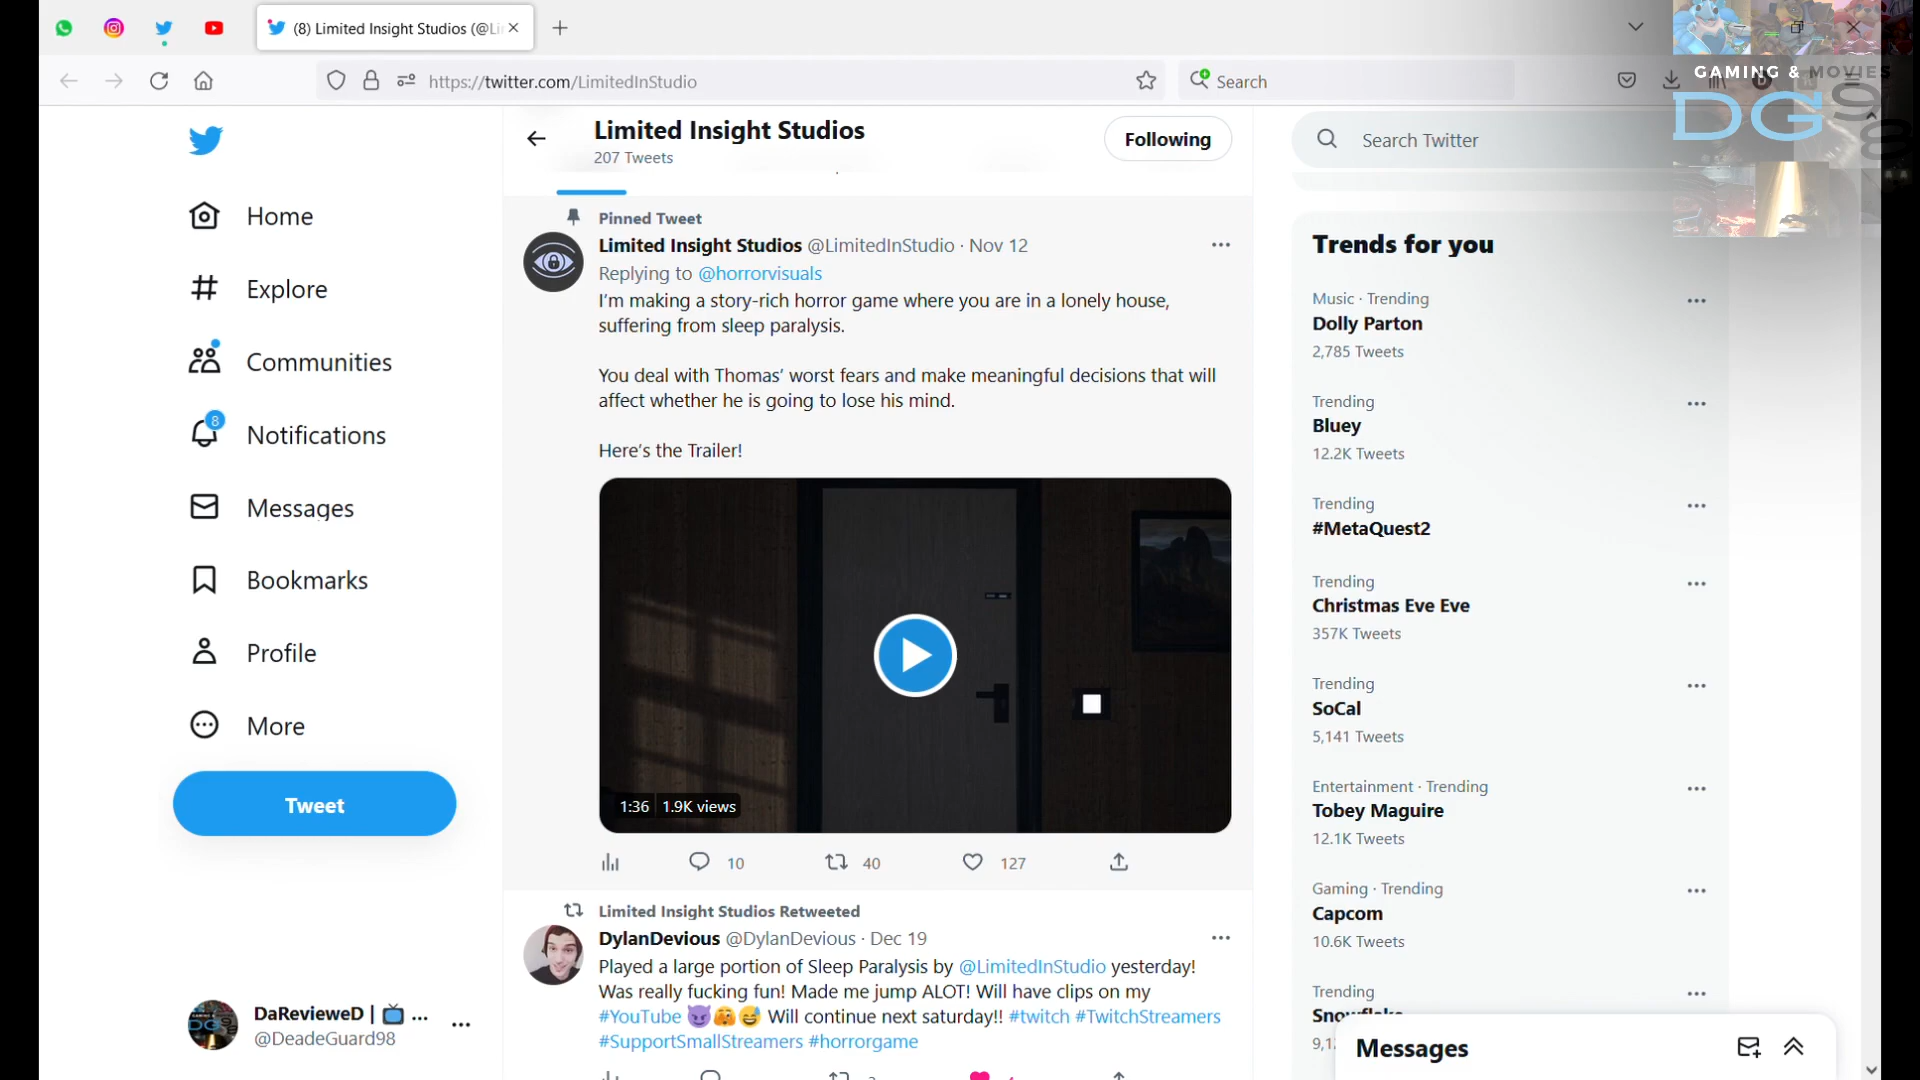 (8) Limited Insight Studios (@Li
https://twitter.com/LimitedInStudio
Search
GAMING & MOVIES
DG
Home
Explore
Communities
8
Notifications
Messages
Bookmarks
Profile
More
Tweet
DaRevieweD | 📺 ...
@DeadeGuard98
Limited Insight Studios
207 Tweets
Following
Pinned Tweet
Limited Insight Studios @LimitedInStudio · Nov 12
Replying to @horrorvisuals
I’m making a story-rich horror game where you are in a lonely house,
suffering from sleep paralysis.
You deal with Thomas’ worst fears and make meaningful decisions that will
affect whether he is going to lose his mind.
Here’s the Trailer!
1:36 1.9K views
10 40 127
Limited Insight Studios Retweeted
DylanDevious @DylanDevious · Dec 19
Played a large portion of Sleep Paralysis by @LimitedInStudio yesterday!
Was really fucking fun! Made me jump ALOT! Will have clips on my
#YouTube 😈🫣😅 Will continue next saturday!! #twitch #TwitchStreamers
#SupportSmallStreamers #horrorgame
Search Twitter
Trends for you
Music · Trending
Dolly Parton
2,785 Tweets
Trending
Bluey
12.2K Tweets
Trending
#MetaQuest2
Trending
Christmas Eve Eve
357K Tweets
Trending
SoCal
5,141 Tweets
Entertainment · Trending
Tobey Maguire
12.1K Tweets
Gaming · Trending
Capcom
10.6K Tweets
Trending
Messages